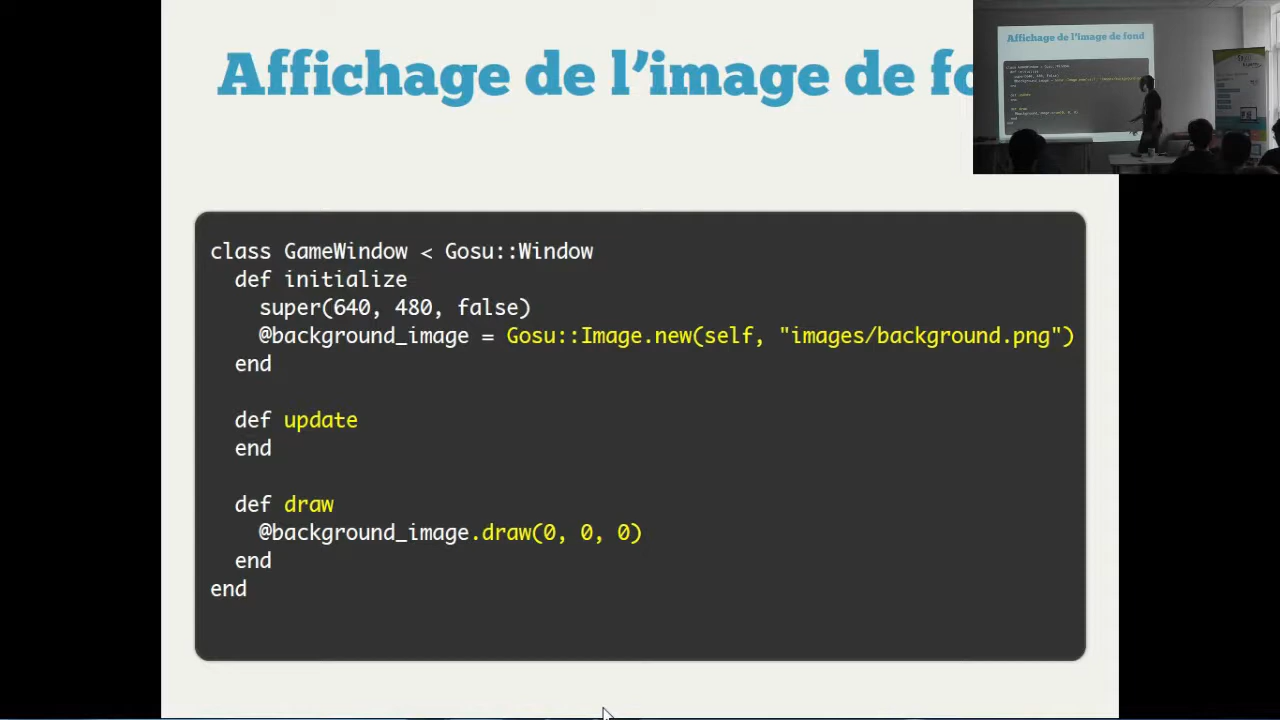 Affichage de l'image de fo
Affichage de l'image de fond
class GameWindow < Gosu::Window
def initialize
super(640, 480, false)
@background_image = Gosu::Image.new(self, "images/background.png")
end
def update
end
def draw
@background_image.draw(0, 0, 0)
end
end